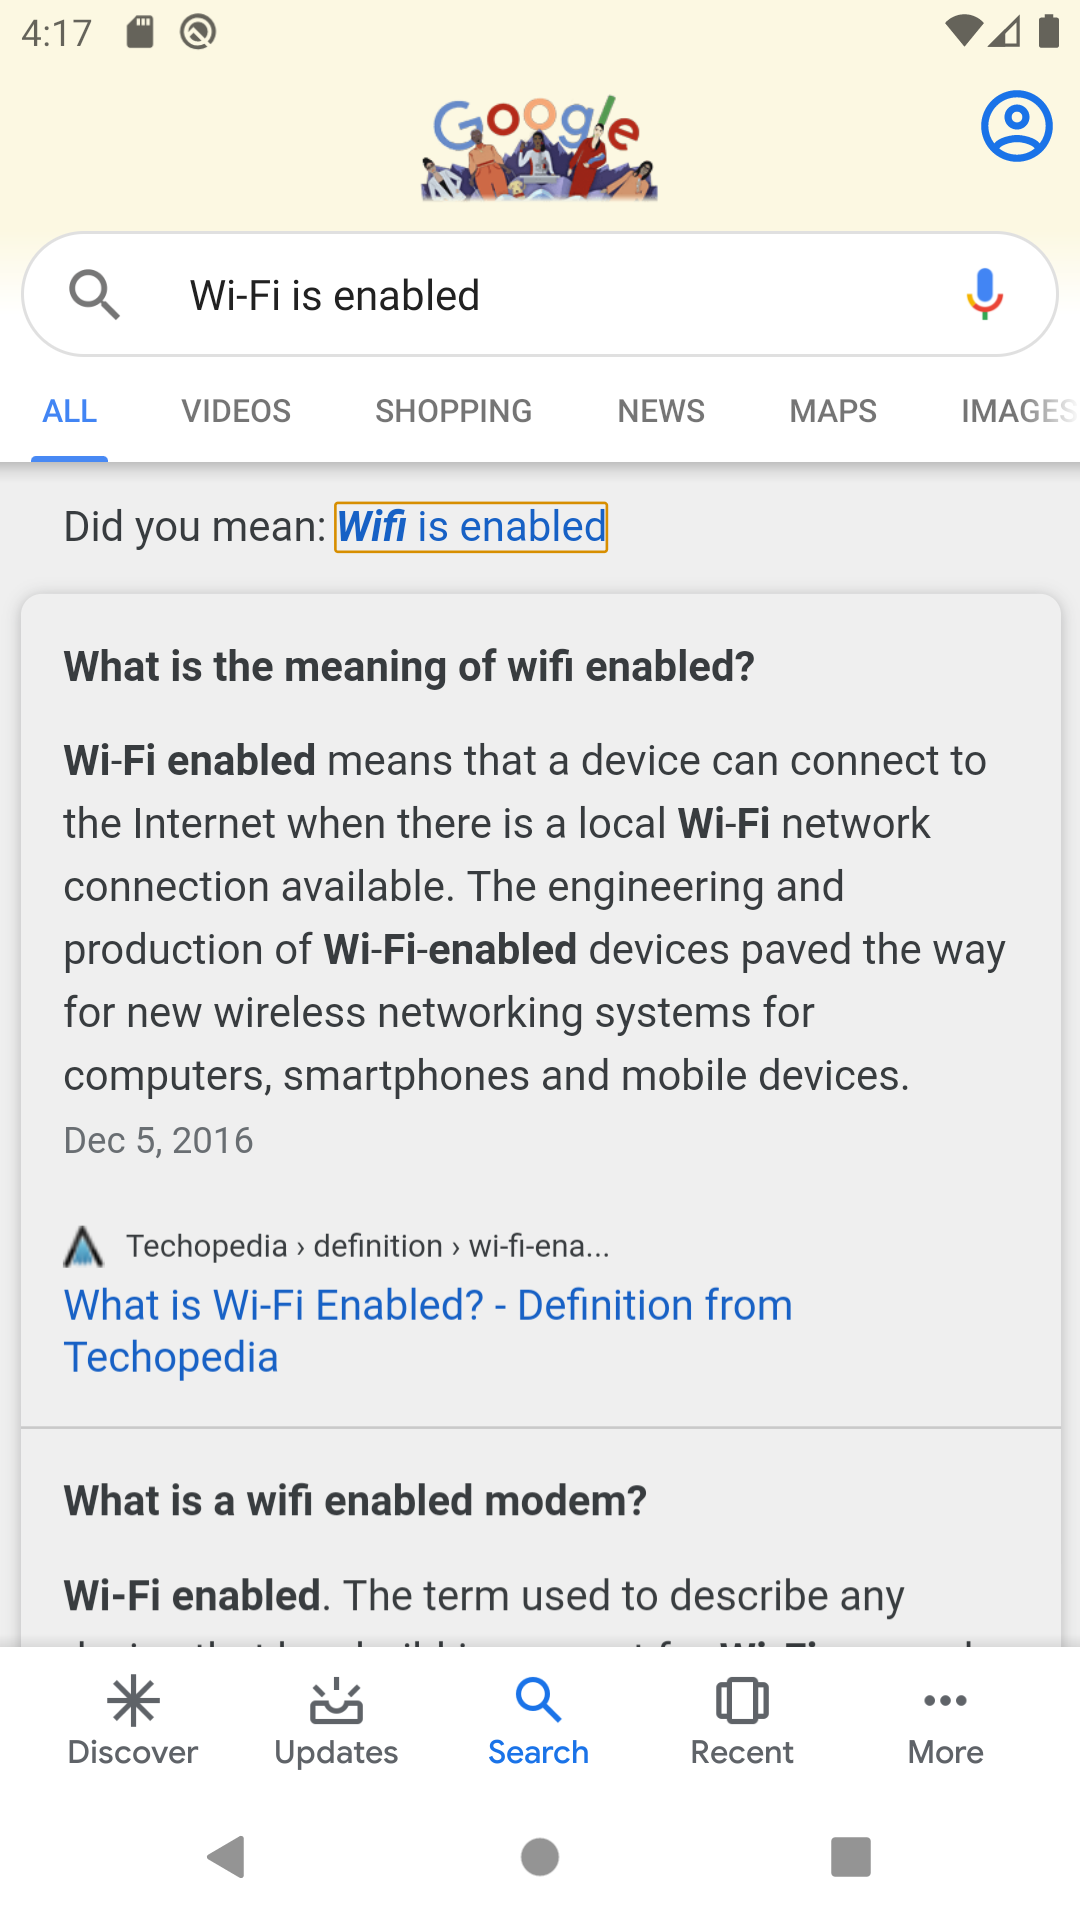 4:17
Google
Wi-Fi is enabled
ALL VIDEOS SHOPPING NEWS MAPS IMAGES
Did you mean: Wifi is enabled
What is the meaning of wifi enabled?
Wi-Fi enabled means that a device can connect to
the Internet when there is a local Wi-Fi network
connection available. The engineering and
production of Wi-Fi-enabled devices paved the way
for new wireless networking systems for
computers, smartphones and mobile devices.
Dec 5, 2016
Techopedia › definition › wi-fi-ena...
What is Wi-Fi Enabled? - Definition from
Techopedia
What is a wifi enabled modem?
Wi-Fi enabled. The term used to describe any
Discover Updates Search Recent More